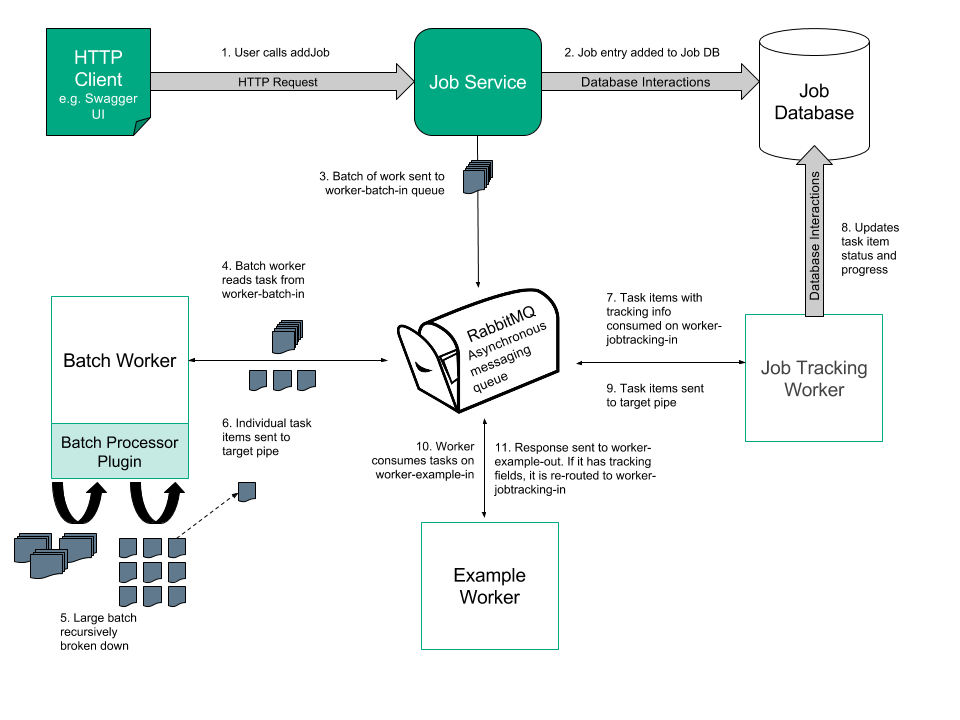 HTTP
Client
e.g. Swagger
UI
1. User calls addJob
HTTP Request
Job Service
2. Job entry added to Job DB
Database Interactions
Job
Database
3. Batch of work sent to
worker-batch-in queue
Database Interactions
8. Updates
task item
status and
progress
4. Batch worker
reads task from
worker-batch-in
Batch Worker
Batch Processor
Plugin
RabbitMQ
Asynchronous
messaging
queue
7. Task items with
tracking info
consumed on worker-
jobtracking-in
9. Task items sent
to target pipe
Job Tracking
Worker
6. Individual task
items sent to
target pipe
10. Worker
consumes tasks on
worker-example-in
11. Response sent to worker-
example-out. If it has tracking
fields, it is re-routed to worker-
jobtracking-in
Example
Worker
5. Large batch
recursively
broken down